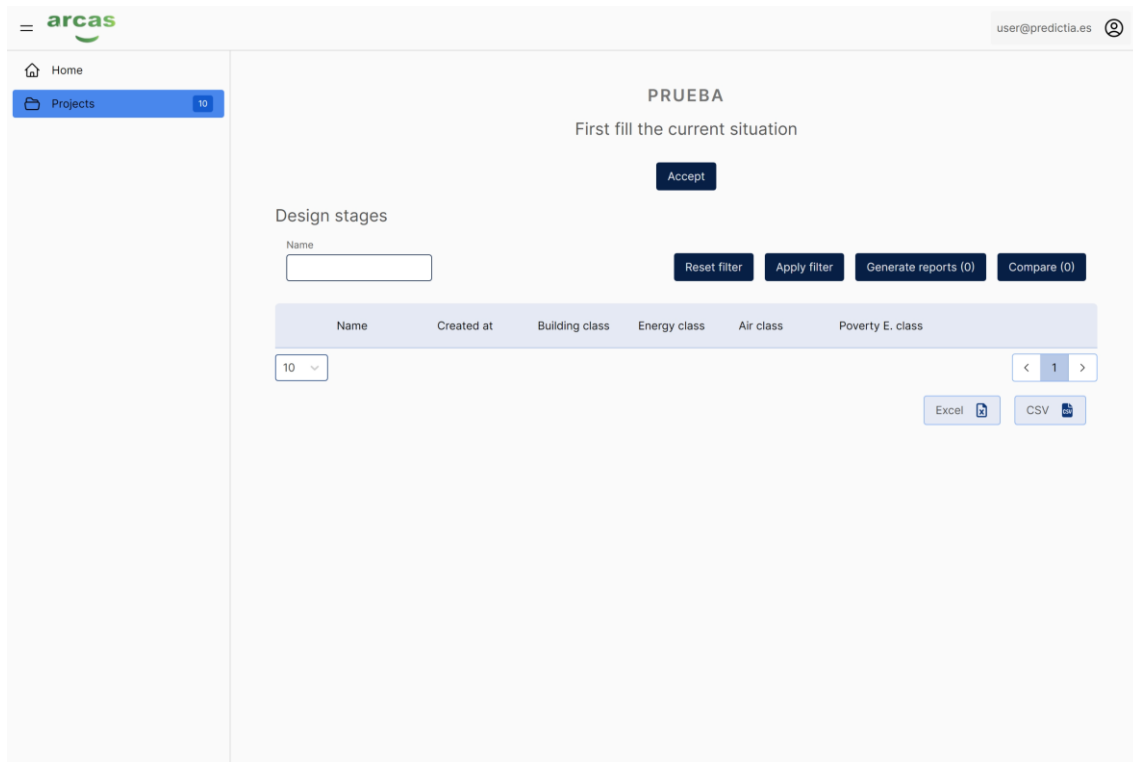 arcas
user@predictia.es
Home
Projects 10
PRUEBA
First fill the current situation
Accept
Design stages
Name
Reset filter Apply filter Generate reports (0) Compare (0)
Name Created at Building class Energy class Air class Poverty E. class
10 < 1 >
Excel CSV